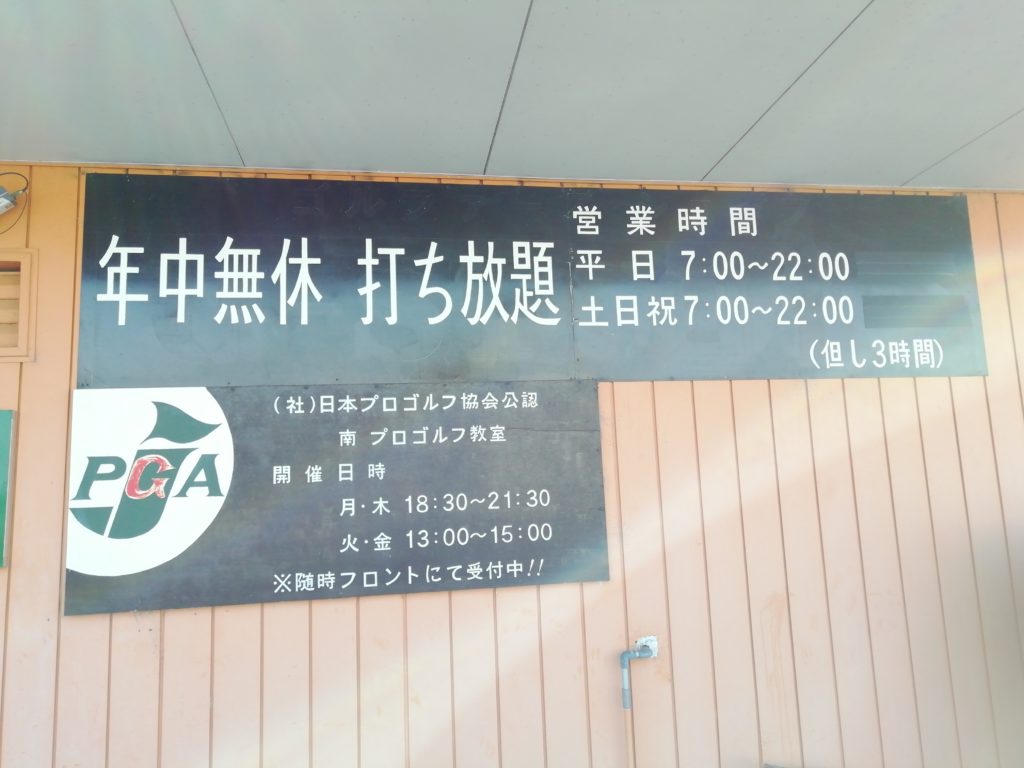 年中無休 打ち放題
営業時間
平日 7:00～22:00
土日祝 7:00～22:00
(但し3時間)
PGA
(社)日本プロゴルフ協会公認
南 プロゴルフ教室
開催日時
月・木 18:30～21:30
火・金 13:00～15:00
※随時フロントにて受付中!!